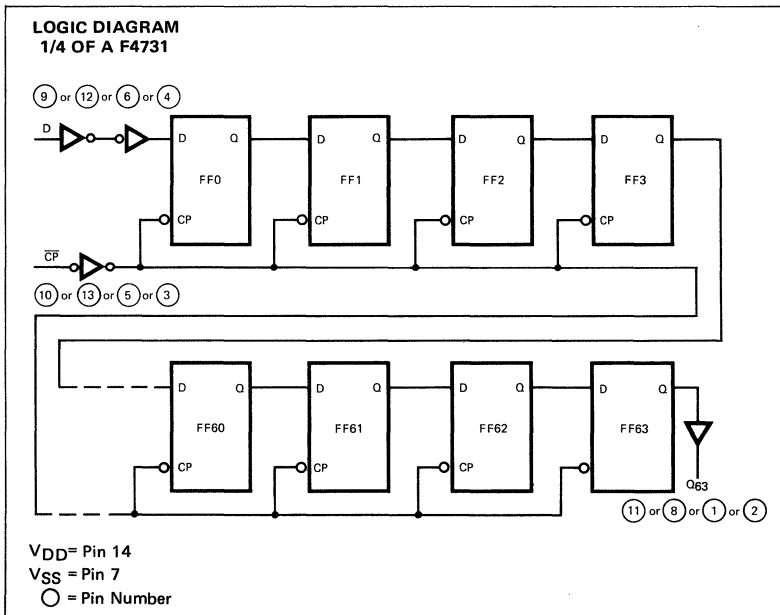 LOGIC DIAGRAM
1/4 OF A F4731
9 or 12 or 6 or 4
D
D Q
FF0
CP
D Q
FF1
CP
D Q
FF2
CP
D Q
FF3
CP
C̅P̅
10 or 13 or 5 or 3
D Q
FF60
CP
D Q
FF61
CP
D Q
FF62
CP
D Q
FF63
Q63
11 or 8 or 1 or 2
VDD= Pin 14
VSS = Pin 7
= Pin Number